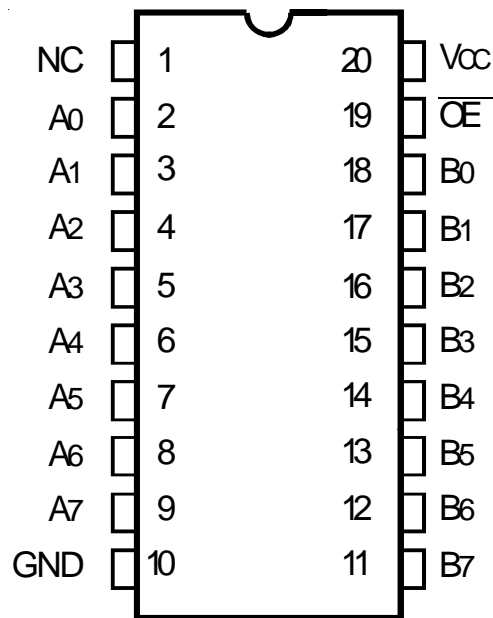 NC 1 20 Vcc
A0 2 19 OE
A1 3 18 B0
A2 4 17 B1
A3 5 16 B2
A4 6 15 B3
A5 7 14 B4
A6 8 13 B5
A7 9 12 B6
GND 10 11 B7